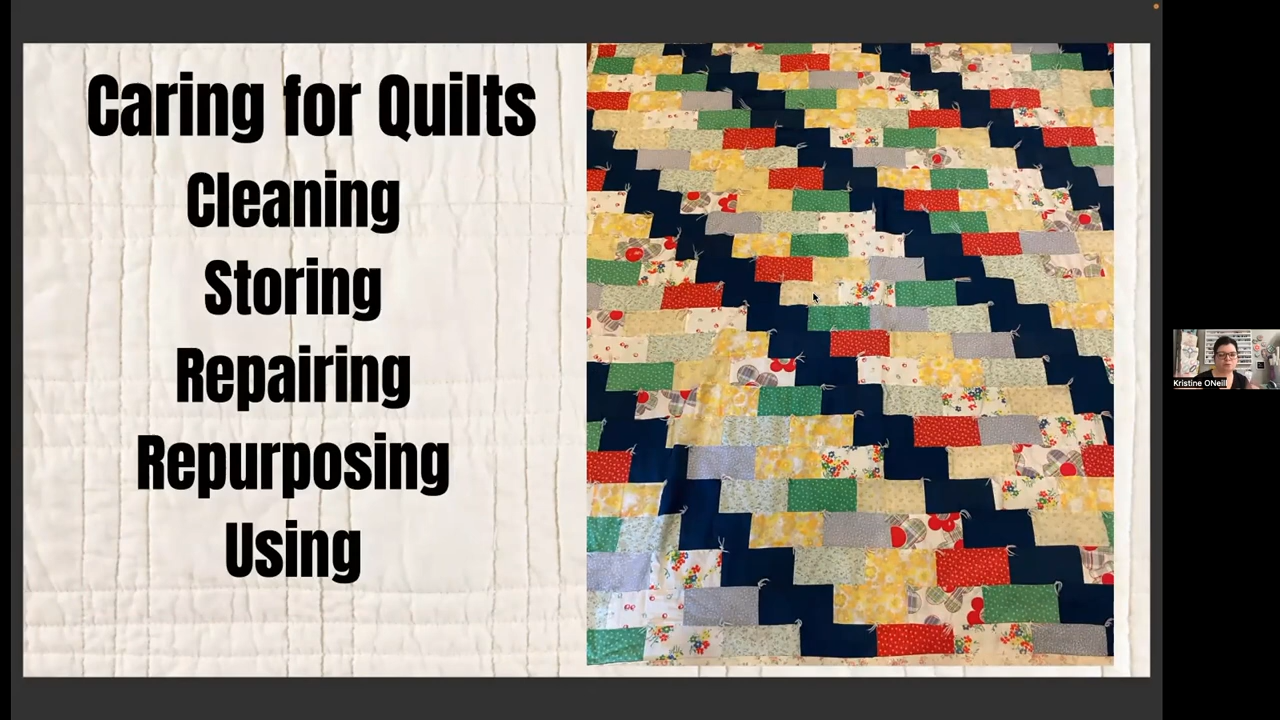 Caring for Quilts
Cleaning
Storing
Repairing
Repurposing
Using
Kristine ONeill